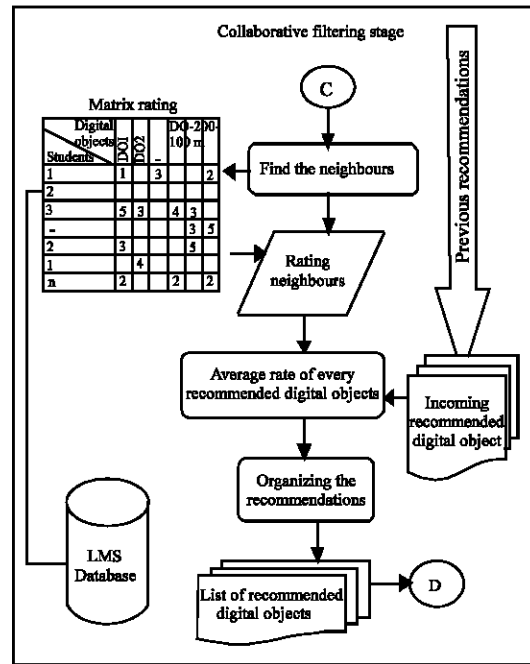 Collaborative filtering stage
C
Matrix rating
Digital objects
Students
DO1
DO2
-
DO-200-
100 m
1 1 3 2
2
3 5 3 4 3
- 3 5
2 3 5
1 4
n 2 2 2
Find the neighbours
Previous recommendations
Rating
neighbours
Average rate of every
recommended digital objects
Incoming
recommended
digital object
Organizing the
recommendations
LMS
Database
List of recommended
digital objects
D